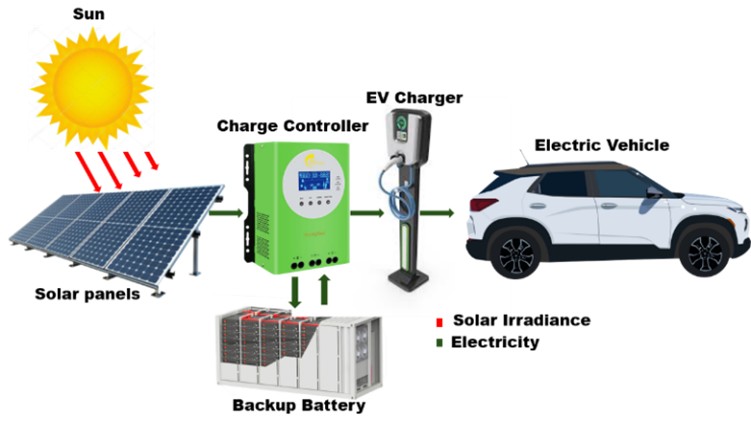 Sun
EV Charger
Charge Controller
Electric Vehicle
Solar panels
Solar Irradiance
Electricity
Backup Battery